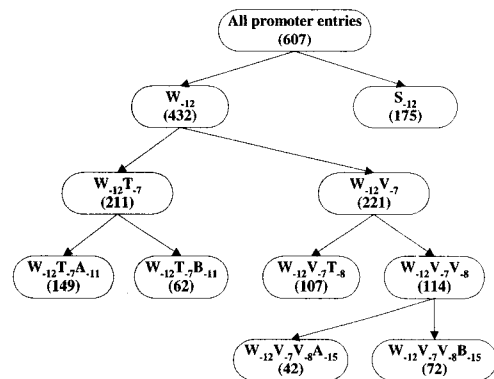 All promoter entries
(607)
W-12
(432)
S-12
(175)
W-12T-7
(211)
W-12V-7
(221)
W-12T-7A-11
(149)
W-12T-7B-11
(62)
W-12V-7T-8
(107)
W-12V-7V-8
(114)
W-12V-7V-8A-15
(42)
W-12V-7V-8B-15
(72)